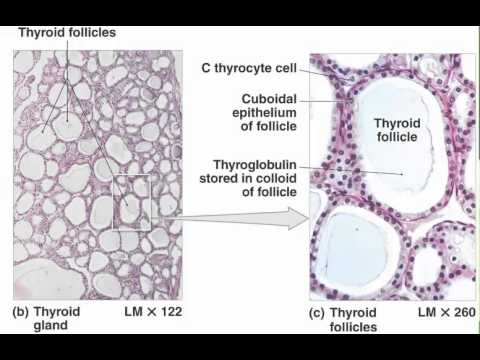 Thyroid follicles
C thyrocyte cell
Cuboidal
epithelium
of follicle
Thyroid
follicle
Thyroglobulin
stored in colloid
of follicle
(b) Thyroid
gland
LM × 122
(c) Thyroid
follicles
LM × 260